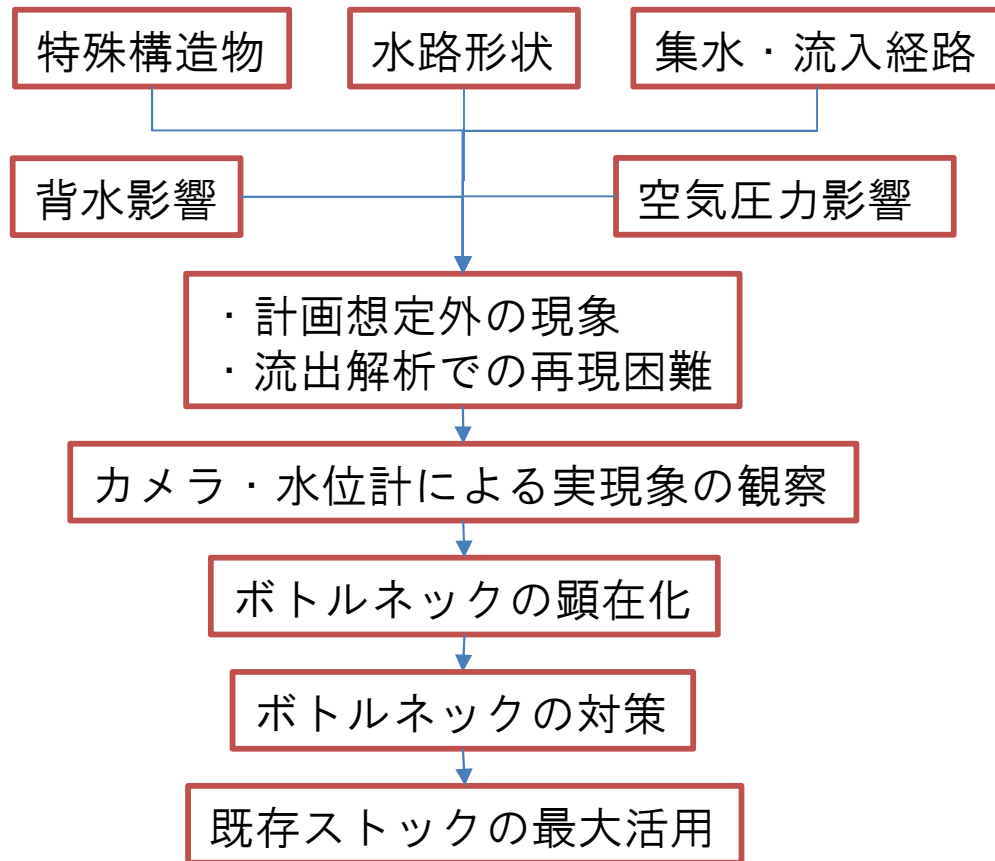 特殊構造物
水路形状
集水・流入経路
背水影響
空気圧力影響
・計画想定外の現象
・流出解析での再現困難
カメラ・水位計による実現象の観察
ボトルネックの顕在化
ボトルネックの対策
既存ストックの最大活用